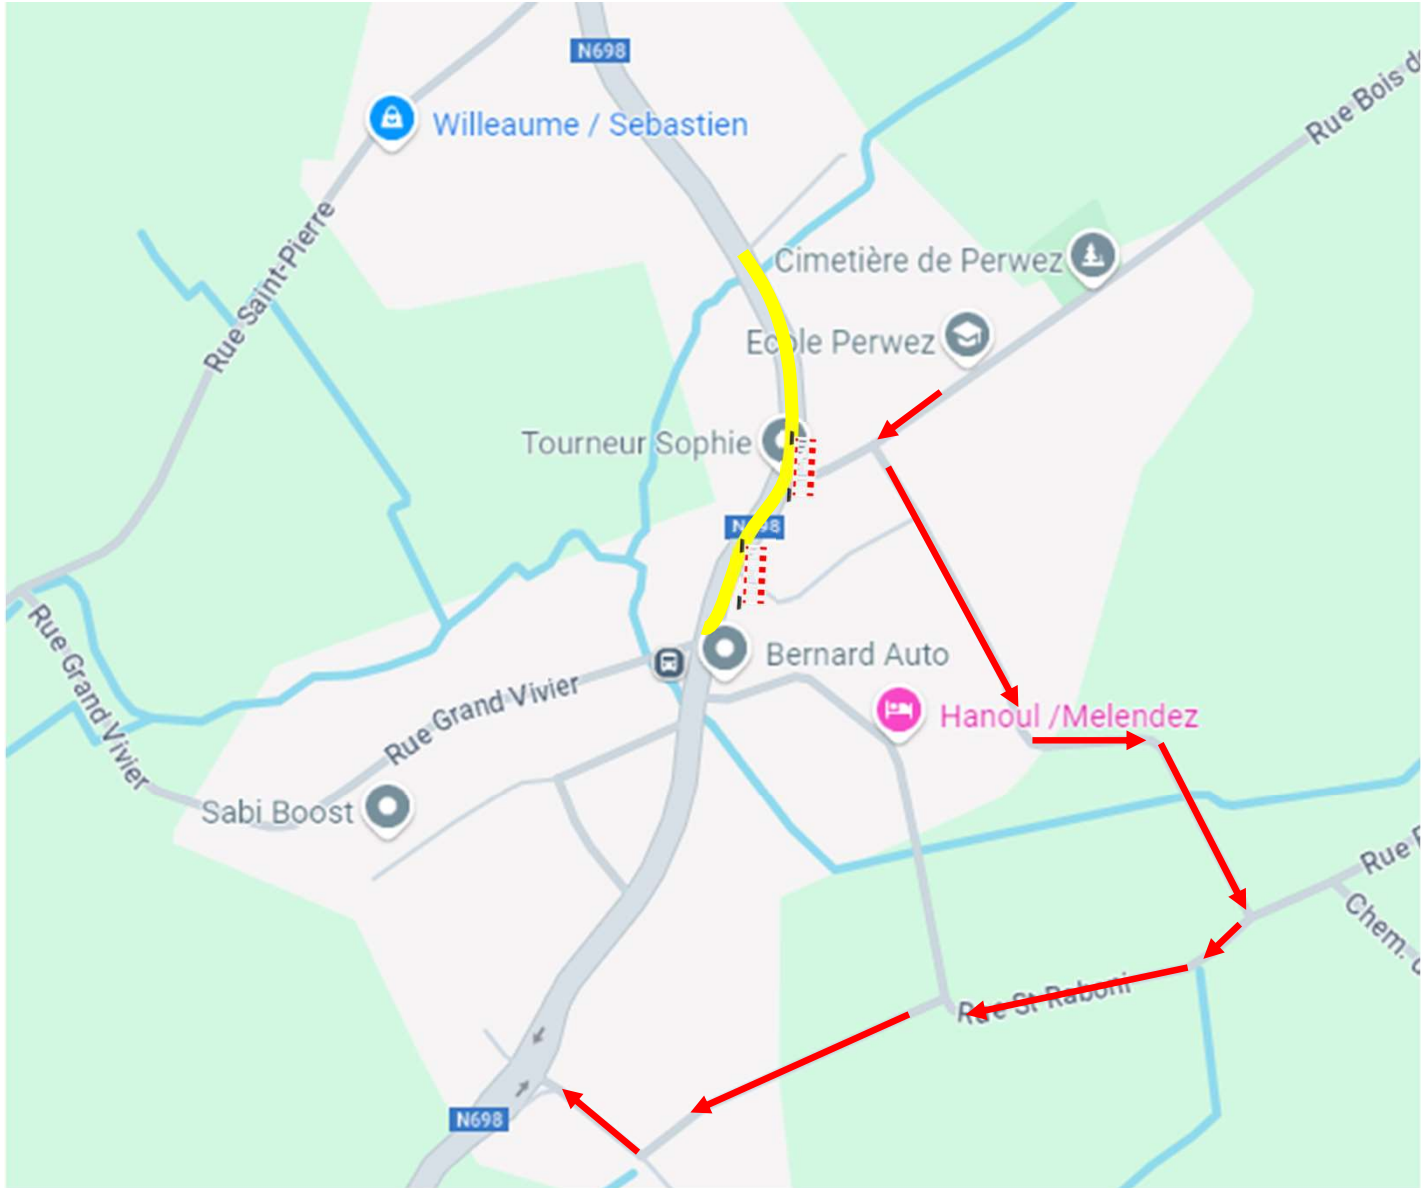 N698
Willeaume / Sebastien
Rue Bois de
Rue Saint-Pierre
Cimetière de Perwez
Ecole Perwez
Tourneur Sophie
N698
Rue Grand Vivier
Bernard Auto
Rue Grand Vivier
Hanoul /Melendez
Sabi Boost
Rue
Chem.
Rue St-Raboni
N698